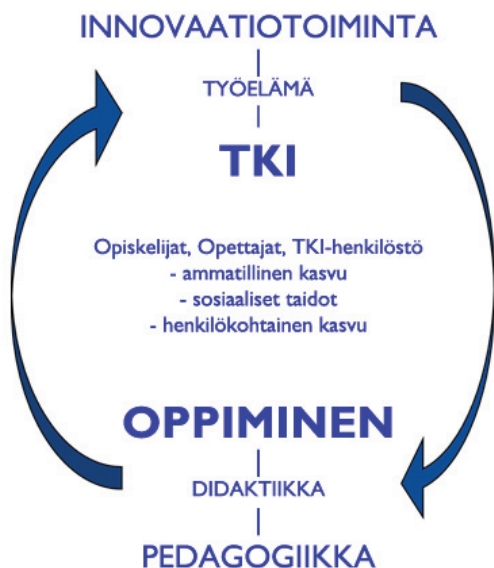 INNOVAATIOTOIMINTA
TYÖELÄMÄ
TKI
Opiskelijat, Opettajat, TKI-henkilöstö
- ammatillinen kasvu
- sosiaaliset taidot
- henkilökohtainen kasvu
OPPIMINEN
DIDAKTIIKKA
PEDAGOGIIKKA